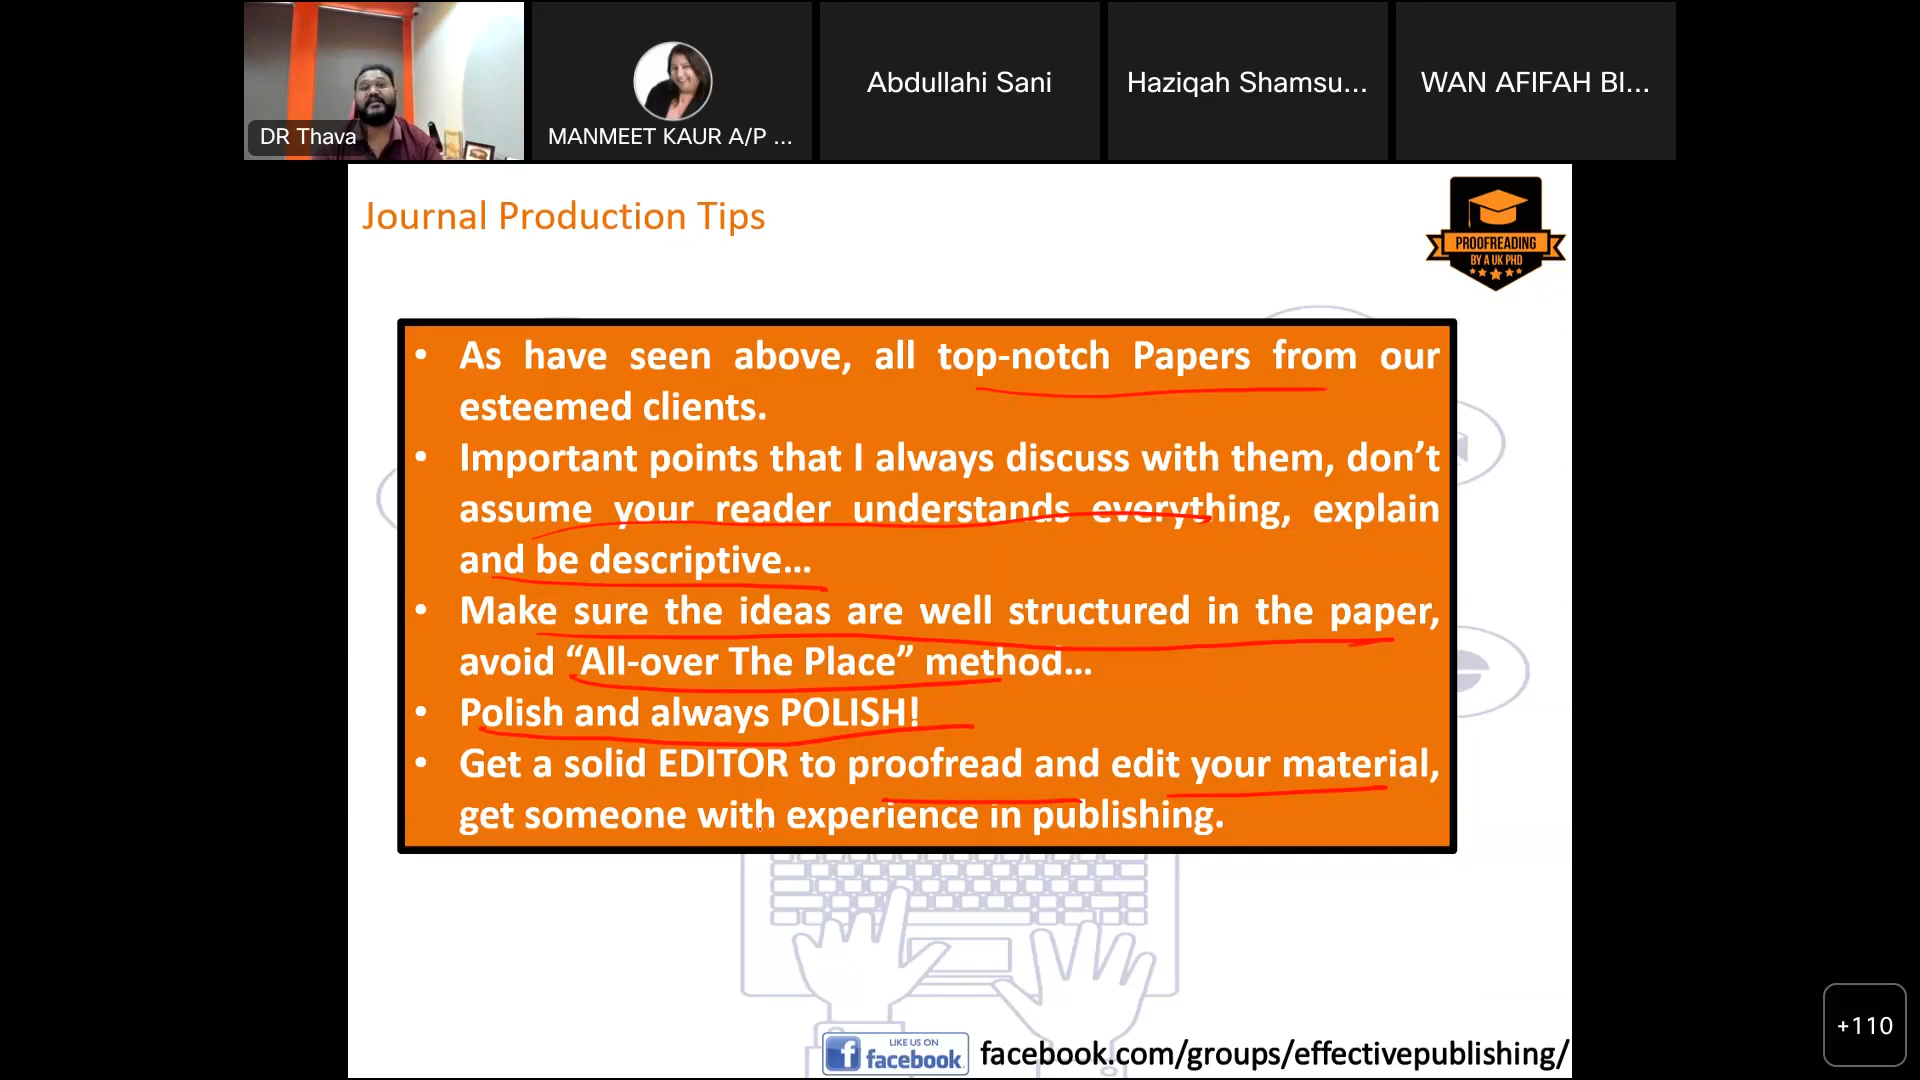 DR Thava
MANMEET KAUR A/P ...
Abdullahi Sani
Haziqah Shamsu...
WAN AFIFAH BI...
Journal Production Tips
PROOFREADING
BY A UK PHD
• As have seen above, all top-notch Papers from our
esteemed clients.
• Important points that I always discuss with them, don’t
assume your reader understands everything, explain
and be descriptive...
• Make sure the ideas are well structured in the paper,
avoid “All-over The Place” method...
• Polish and always POLISH!
• Get a solid EDITOR to proofread and edit your material,
get someone with experience in publishing.
LIKE US ON
facebook.
facebook.com/groups/effectivepublishing/
+110